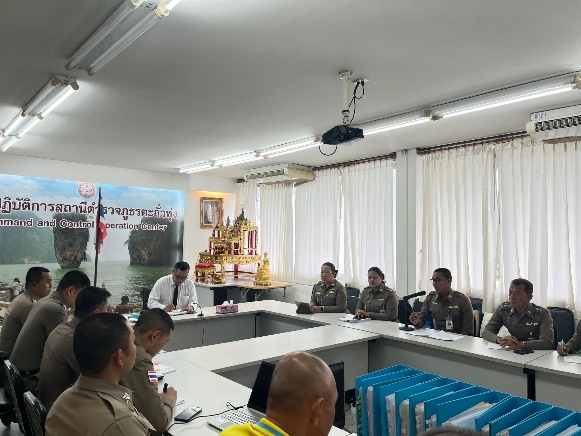 ปฏิบัติการสถานีตำรวจภูธรตะกั่วทุ่ง
mmand and Control Operation Center